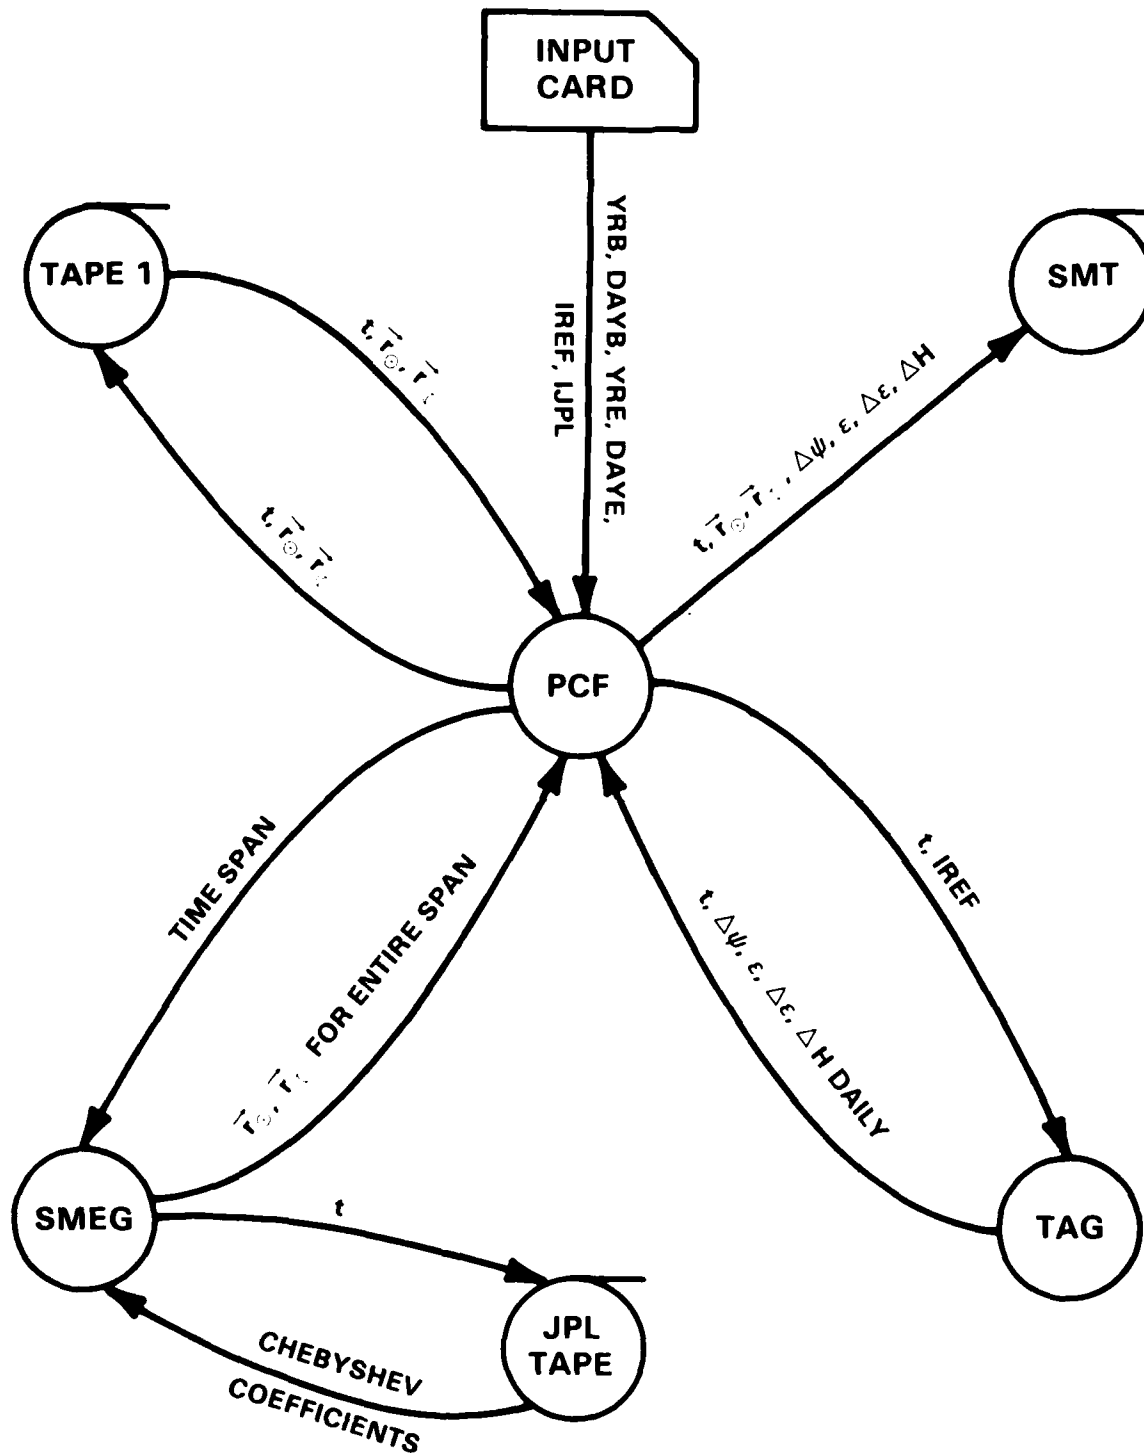 INPUT
CARD
YRB, DAYB, YRE, DAYE,
IREF, IJPL
TAPE 1
SMT
t, r⃗☉, r⃗
t, r⃗☉, r⃗
t, r⃗☉, r⃗ , Δψ, ε, Δε, ΔH
PCF
TIME SPAN
r⃗☉, r⃗ FOR ENTIRE SPAN
t, IREF
t, Δψ, ε, Δε, ΔH DAILY
SMEG
t
TAG
JPL
TAPE
CHEBYSHEV
COEFFICIENTS